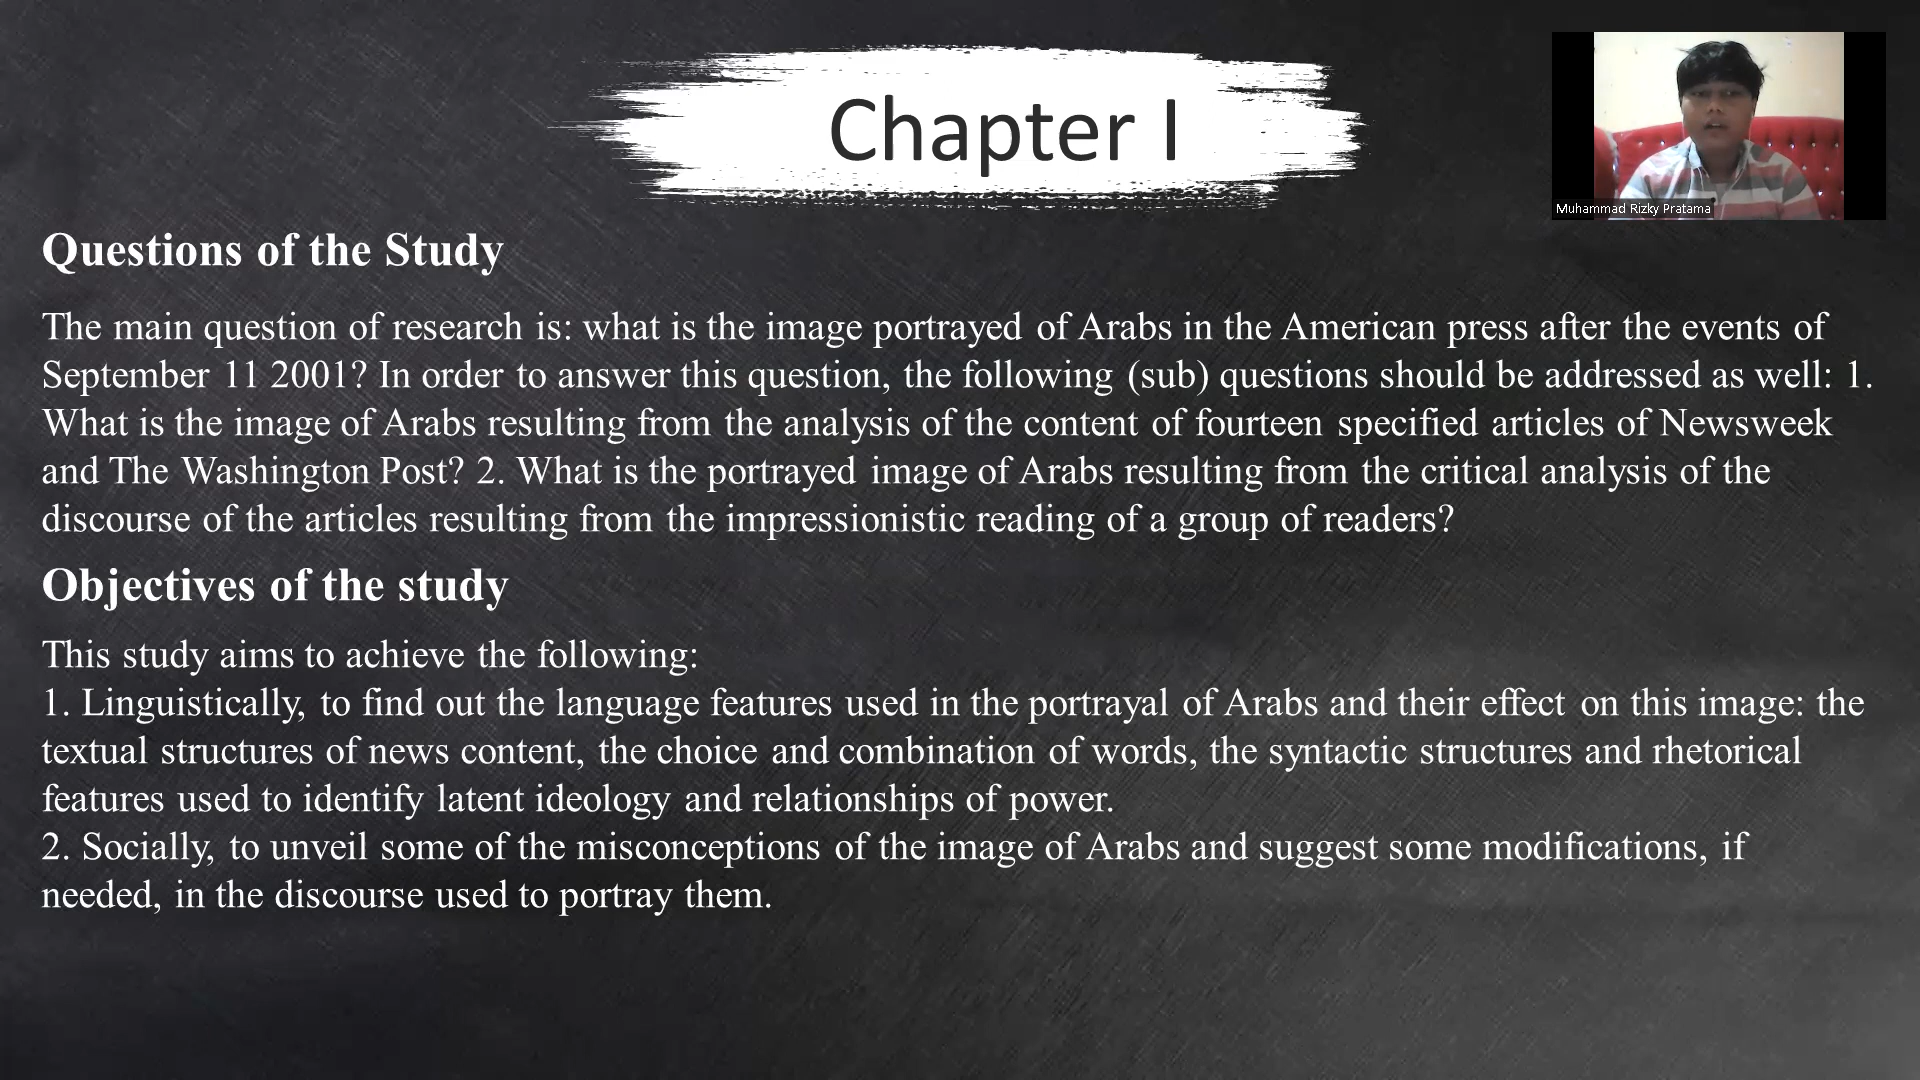 Chapter I
Muhammad Rizky Pratama
Questions of the Study
The main question of research is: what is the image portrayed of Arabs in the American press after the events of
September 11 2001? In order to answer this question, the following (sub) questions should be addressed as well: 1.
What is the image of Arabs resulting from the analysis of the content of fourteen specified articles of Newsweek
and The Washington Post? 2. What is the portrayed image of Arabs resulting from the critical analysis of the
discourse of the articles resulting from the impressionistic reading of a group of readers?
Objectives of the study
This study aims to achieve the following:
1. Linguistically, to find out the language features used in the portrayal of Arabs and their effect on this image: the
textual structures of news content, the choice and combination of words, the syntactic structures and rhetorical
features used to identify latent ideology and relationships of power.
2. Socially, to unveil some of the misconceptions of the image of Arabs and suggest some modifications, if
needed, in the discourse used to portray them.